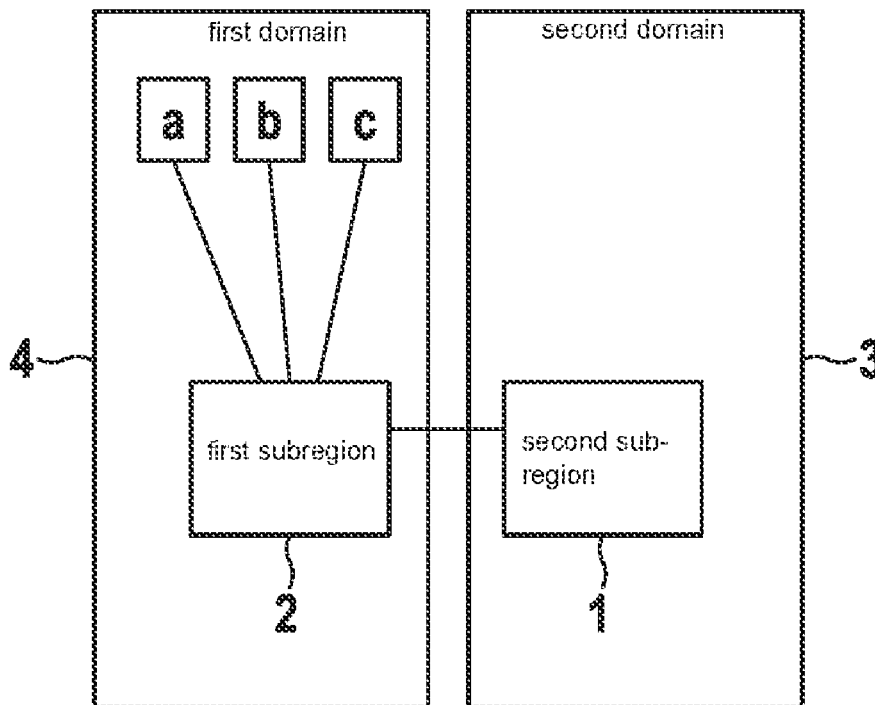 first domain
second domain
a
b
c
4
3
first subregion
second sub-
region
2
1